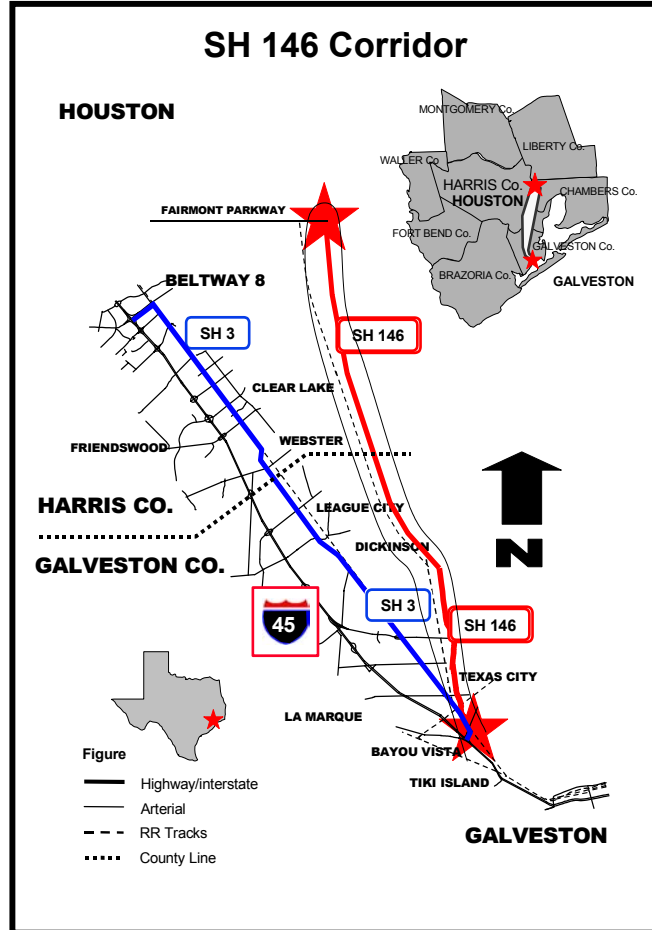 SH 146 Corridor
HOUSTON
MONTGOMERY Co.
LIBERTY Co.
WALLER Co
HARRIS Co.
HOUSTON
CHAMBERS Co.
FORT BEND Co.
GALVESTON Co.
BRAZORIA Co.
GALVESTON
FAIRMONT PARKWAY
BELTWAY 8
SH 3
SH 146
CLEAR LAKE
WEBSTER
FRIENDSWOOD
HARRIS CO.
LEAGUE CITY
DICKINSON
N
GALVESTON CO.
45
SH 3
SH 146
TEXAS CITY
LA MARQUE
BAYOU VISTA
TIKI ISLAND
GALVESTON
Figure
Highway/interstate
Arterial
RR Tracks
County Line